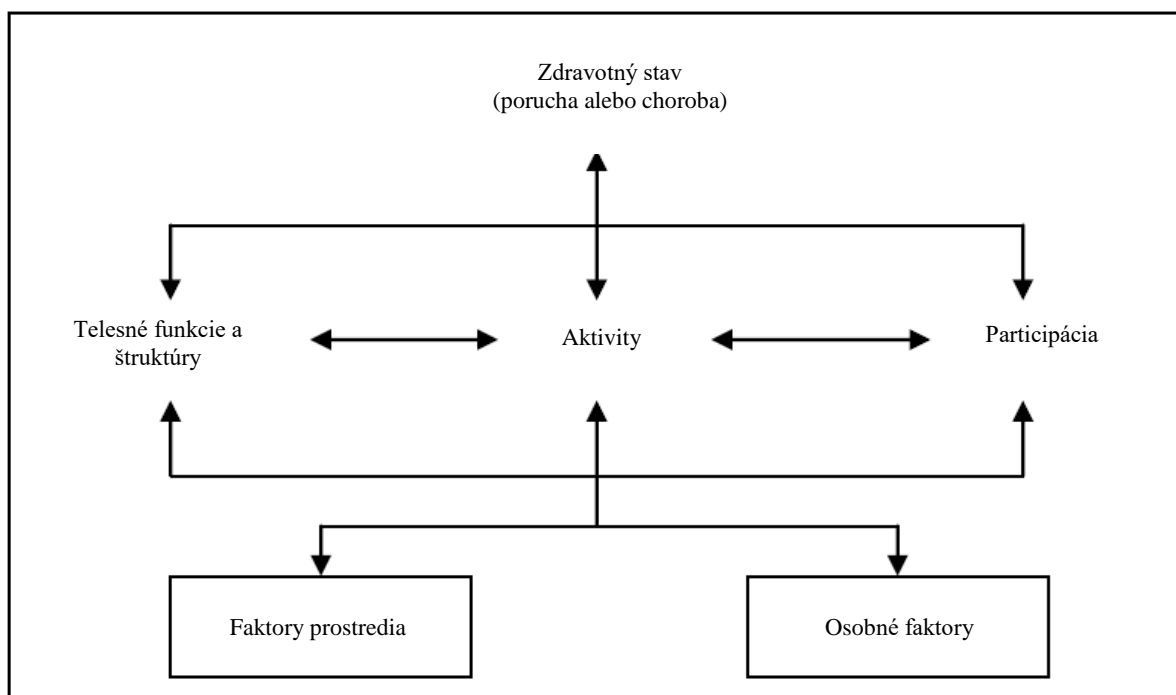 Zdravotný stav
(porucha alebo choroba)
Telesné funkcie a
štruktúry
Aktivity
Participácia
Faktory prostredia
Osobné faktory